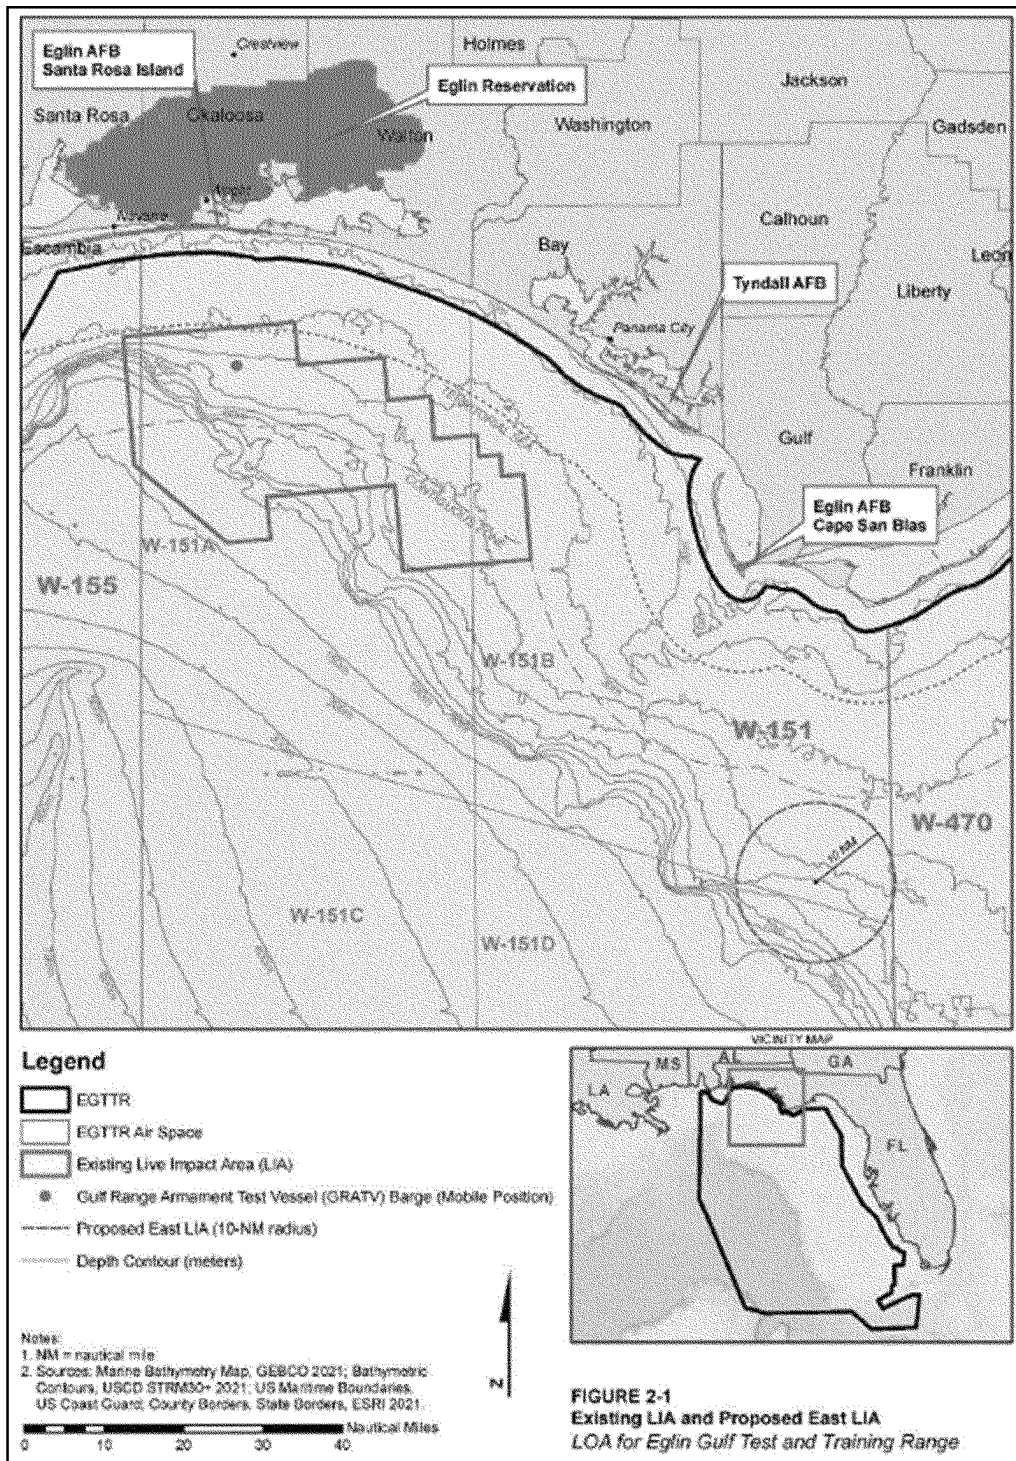 Eglin AFB
Santa Rosa Island
Crestview
Holmes
Jackson
Eglin Reservation
Santa Rosa
Okaloosa
Walton
Washington
Gadsden
Navarre
Escambia
Calhoun
Bay
Leon
Tyndall AFB
Liberty
Panama City
Gulf
Franklin
TERRITORIAL SEA
CONTIGUOUS ZONE
Eglin AFB
Cape San Blas
W-151A
W-155
W-151B
W-151
W-470
10 NM
W-151C
W-151D
Legend
EGTTR
EGTTR Air Space
Existing Live Impact Area (LIA)
Gulf Range Armament Test Vessel (GRATV) Barge (Mobile Position)
Proposed East LIA (10-NM radius)
Depth Contour (meters)
VICINITY MAP
MS
AL
GA
LA
FL
Notes:
1. NM = nautical mile
2. Sources: Marine Bathymetry Map, GEBCO 2021; Bathymetric
Contours, USCD STRM30+ 2021; US Maritime Boundaries,
US Coast Guard; County Borders, State Borders, ESRI 2021.
N
Nautical Miles
0 10 20 30 40
FIGURE 2-1
Existing LIA and Proposed East LIA
LOA for Eglin Gulf Test and Training Range